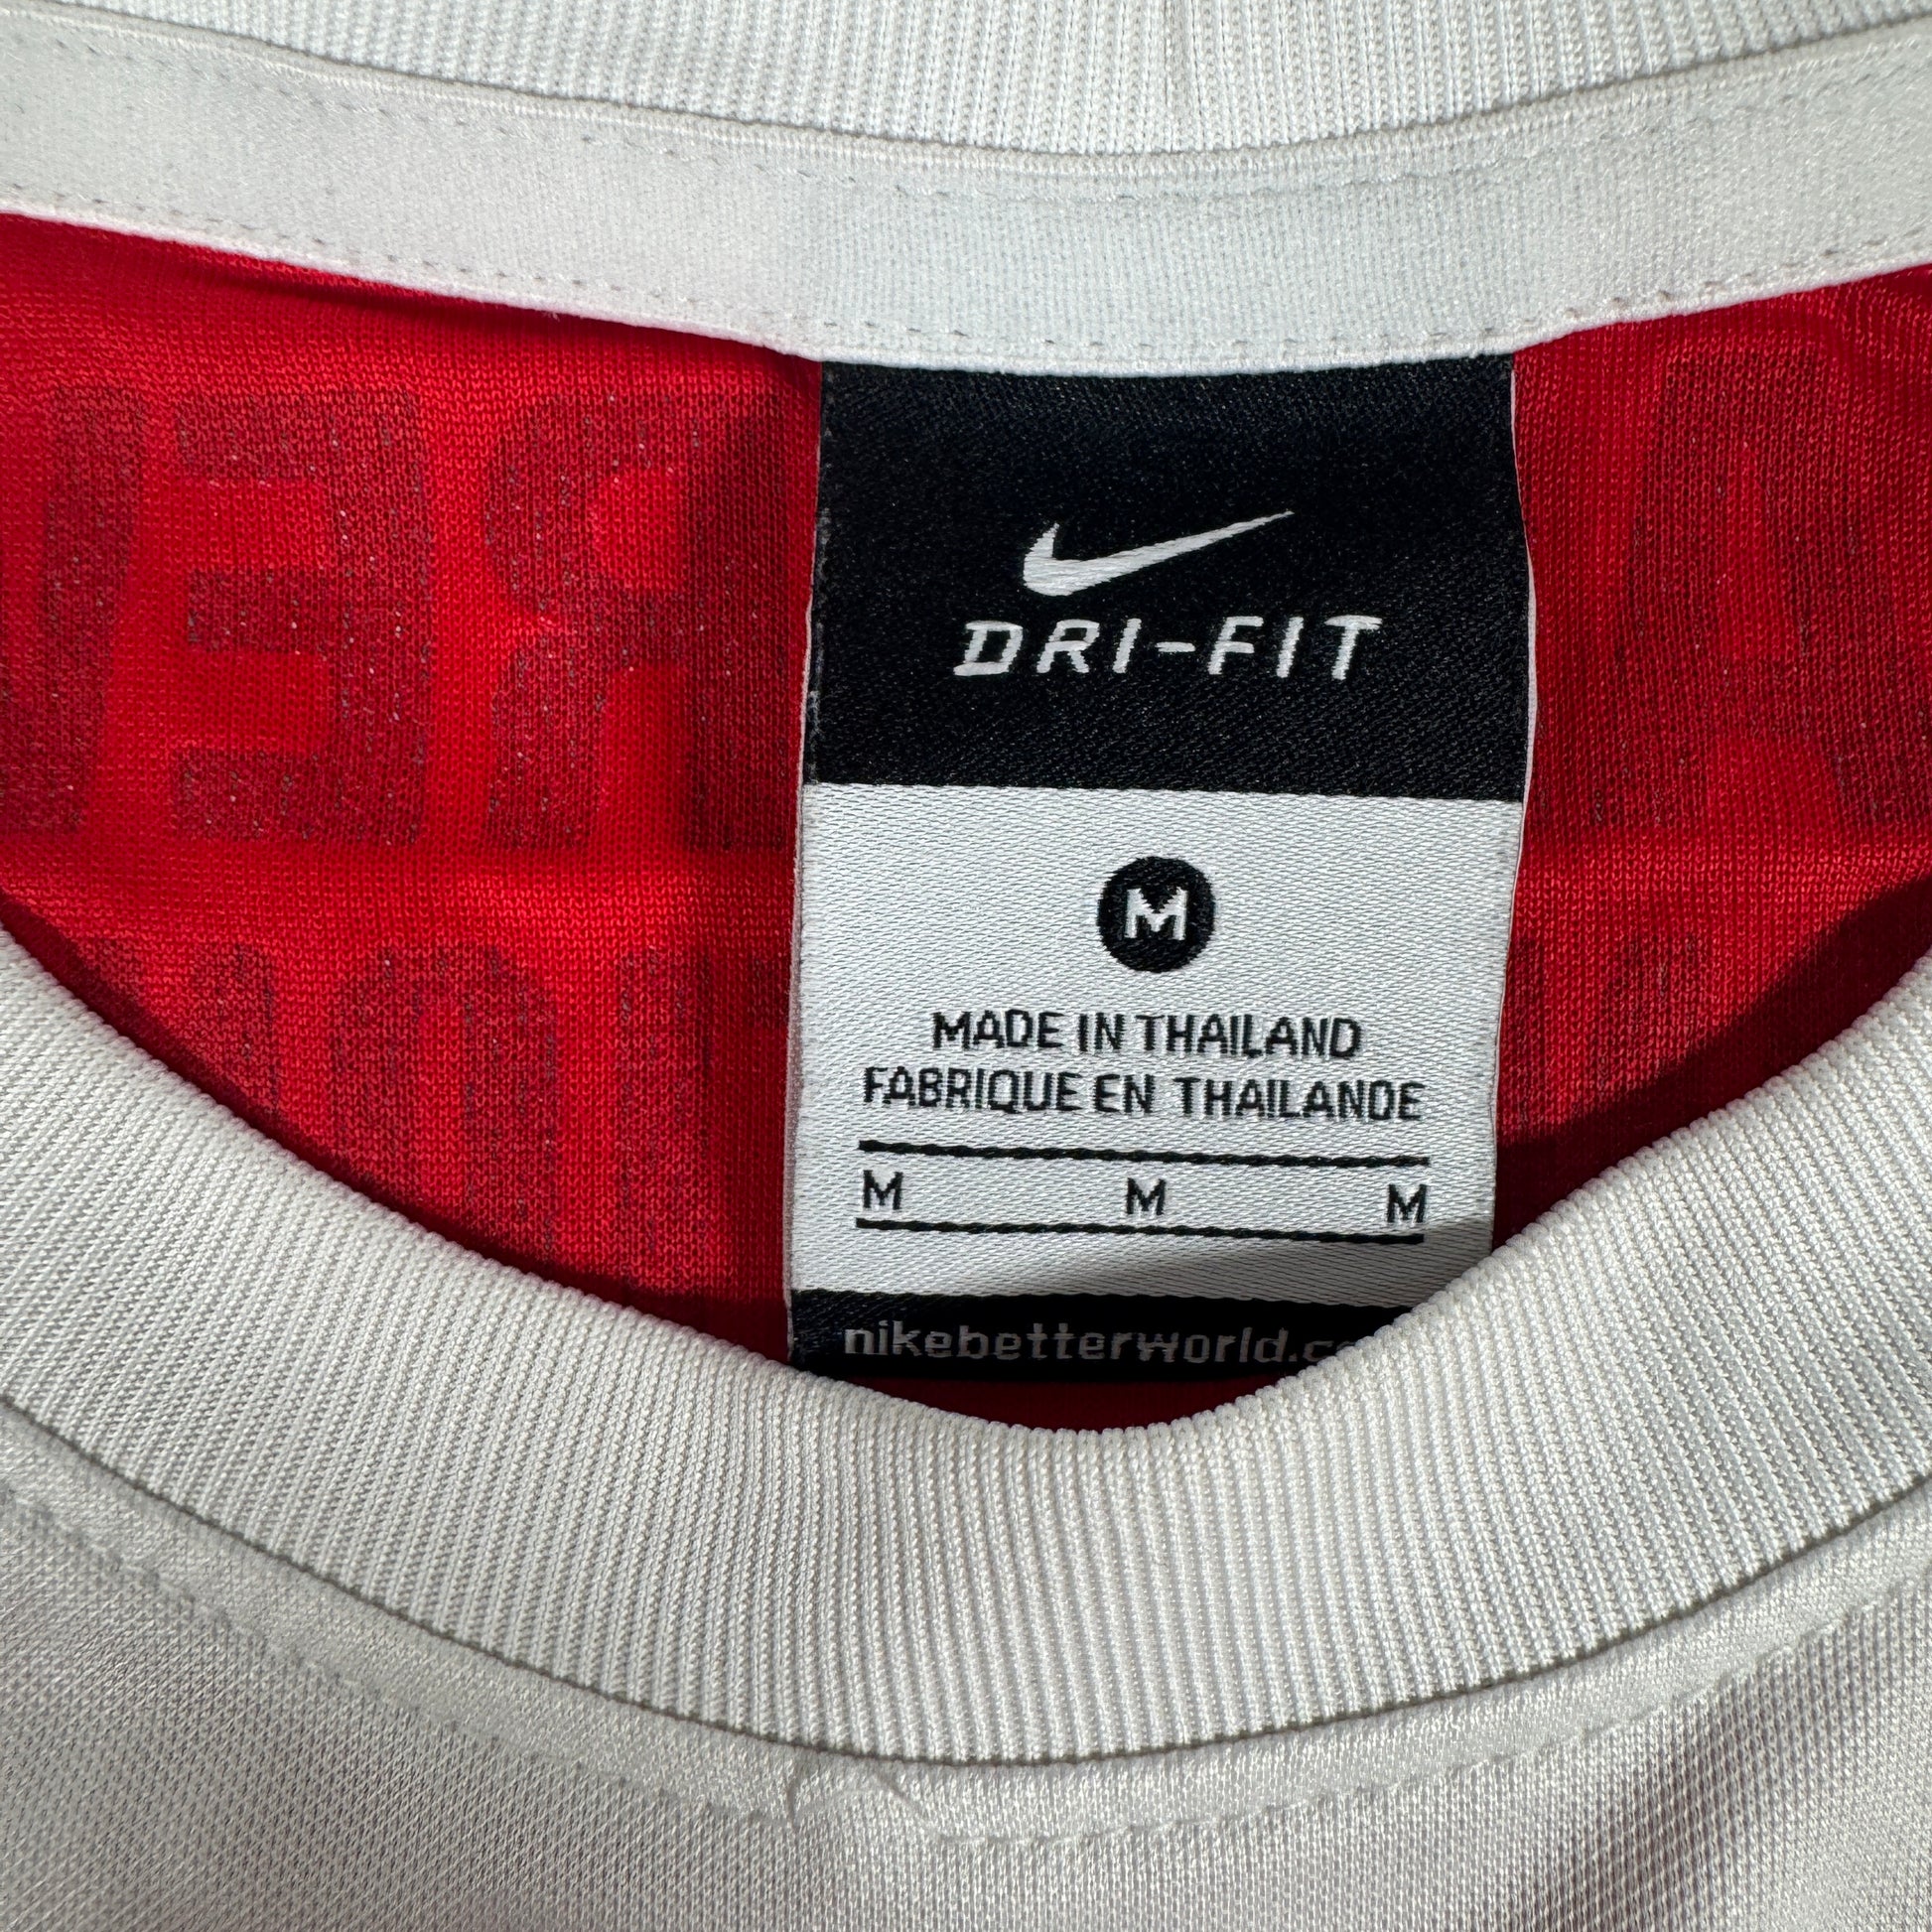 DRI-FIT
M
MADE IN THAILAND
FABRIQUE EN THAILANDE
M M M
nikebetterworld.c